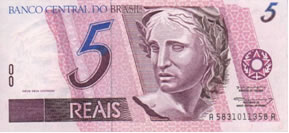 BANCO CENTRAL DO BRASIL
5
5
REAIS
A 5831011358 A